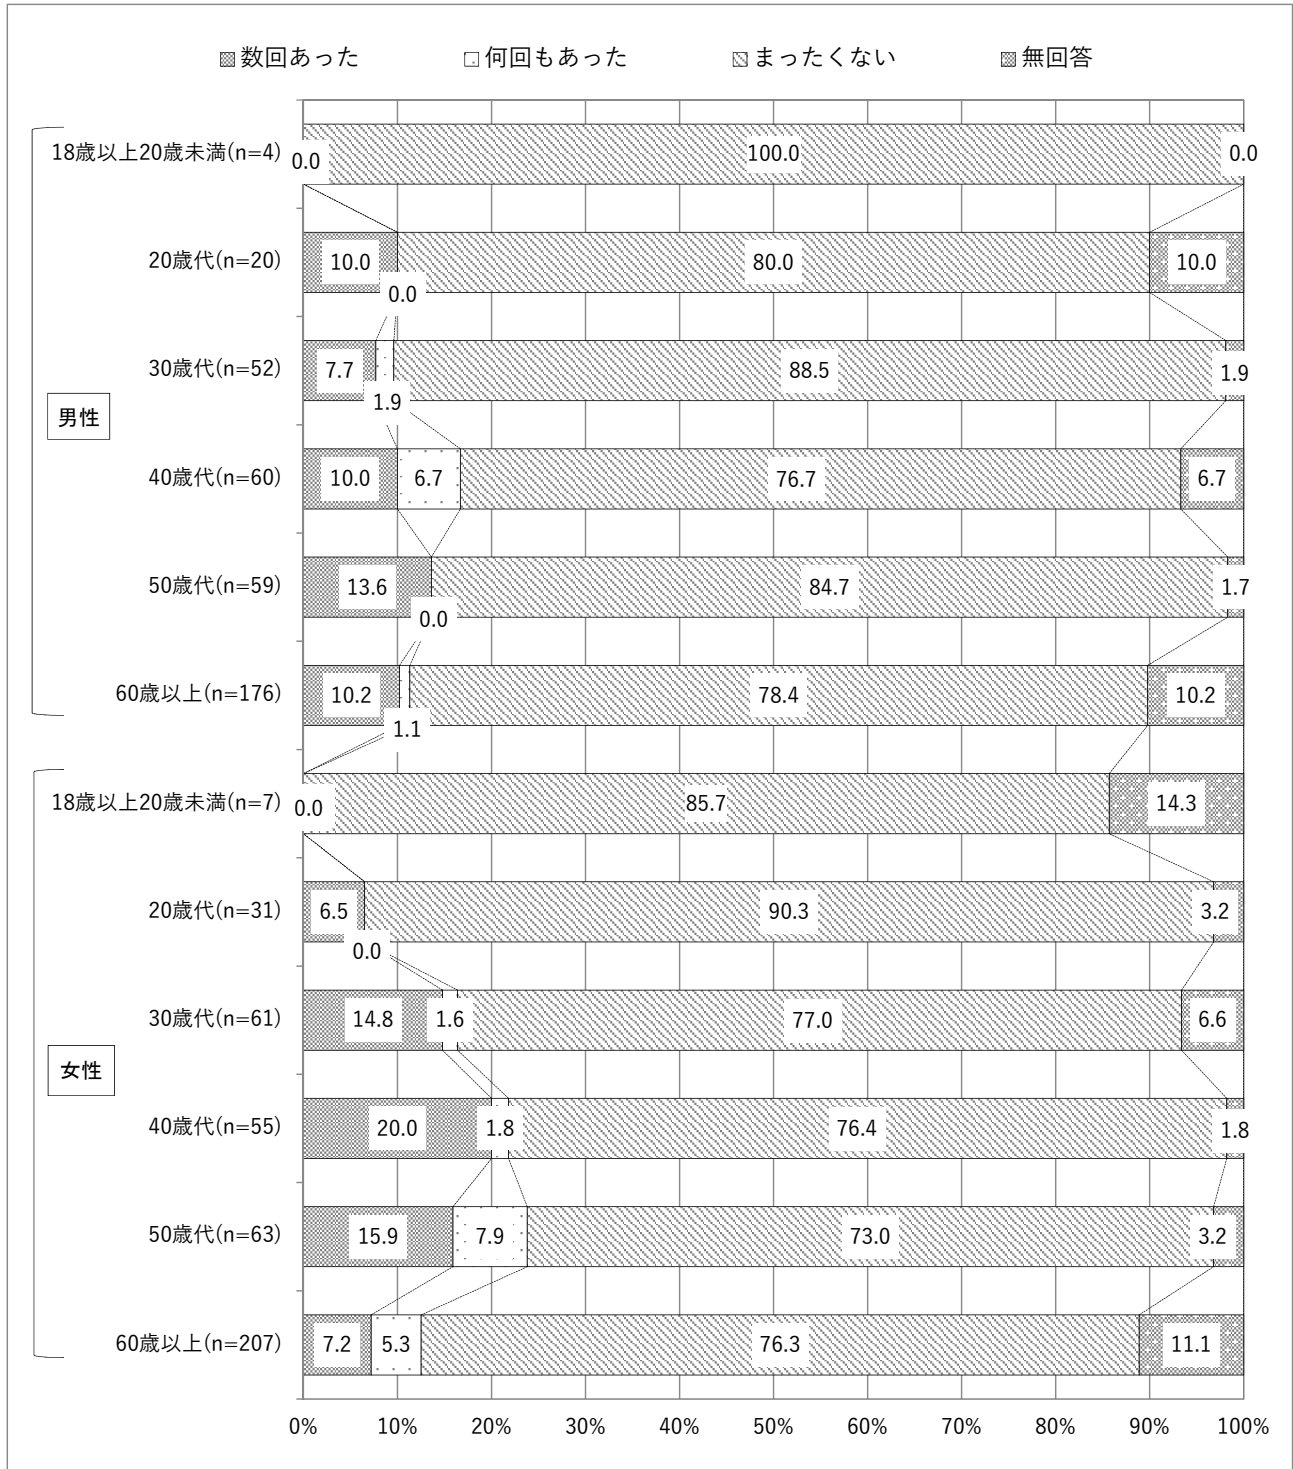 数回あった 何回もあった まったくない 無回答
18歳以上20歳未満(n=4) 0.0 100.0 0.0
20歳代(n=20) 10.0 0.0 80.0 10.0
30歳代(n=52) 7.7 1.9 88.5 1.9
男性
40歳代(n=60) 10.0 6.7 76.7 6.7
50歳代(n=59) 13.6 0.0 84.7 1.7
60歳以上(n=176) 10.2 1.1 78.4 10.2
18歳以上20歳未満(n=7) 0.0 85.7 14.3
20歳代(n=31) 6.5 0.0 90.3 3.2
30歳代(n=61) 14.8 1.6 77.0 6.6
女性
40歳代(n=55) 20.0 1.8 76.4 1.8
50歳代(n=63) 15.9 7.9 73.0 3.2
60歳以上(n=207) 7.2 5.3 76.3 11.1
0% 10% 20% 30% 40% 50% 60% 70% 80% 90% 100%